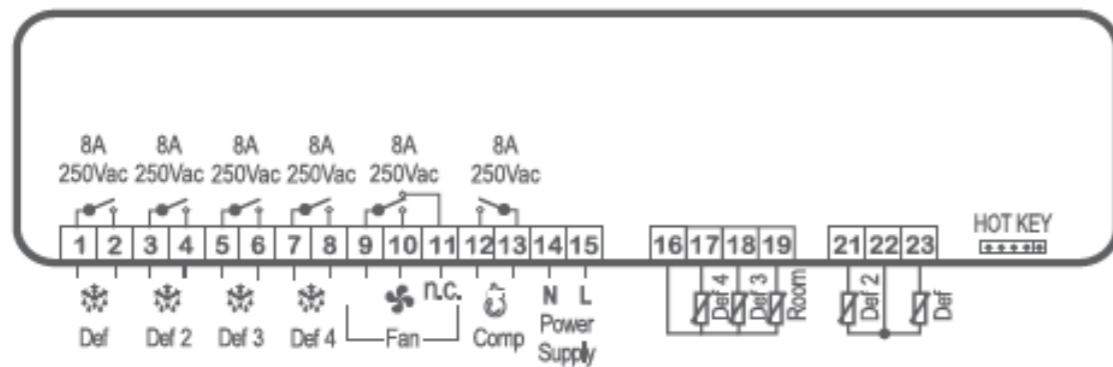 8A 8A 8A 8A 8A 8A
250Vac 250Vac 250Vac 250Vac 250Vac 250Vac
HOT KEY
1 2 3 4 5 6 7 8 9 10 11 12 13 14 15 16 17 18 19 21 22 23
n.c. N L
Def 4 Def 3 Room Def 2 Def
Def Def 2 Def 3 Def 4 Fan Comp Power
Supply